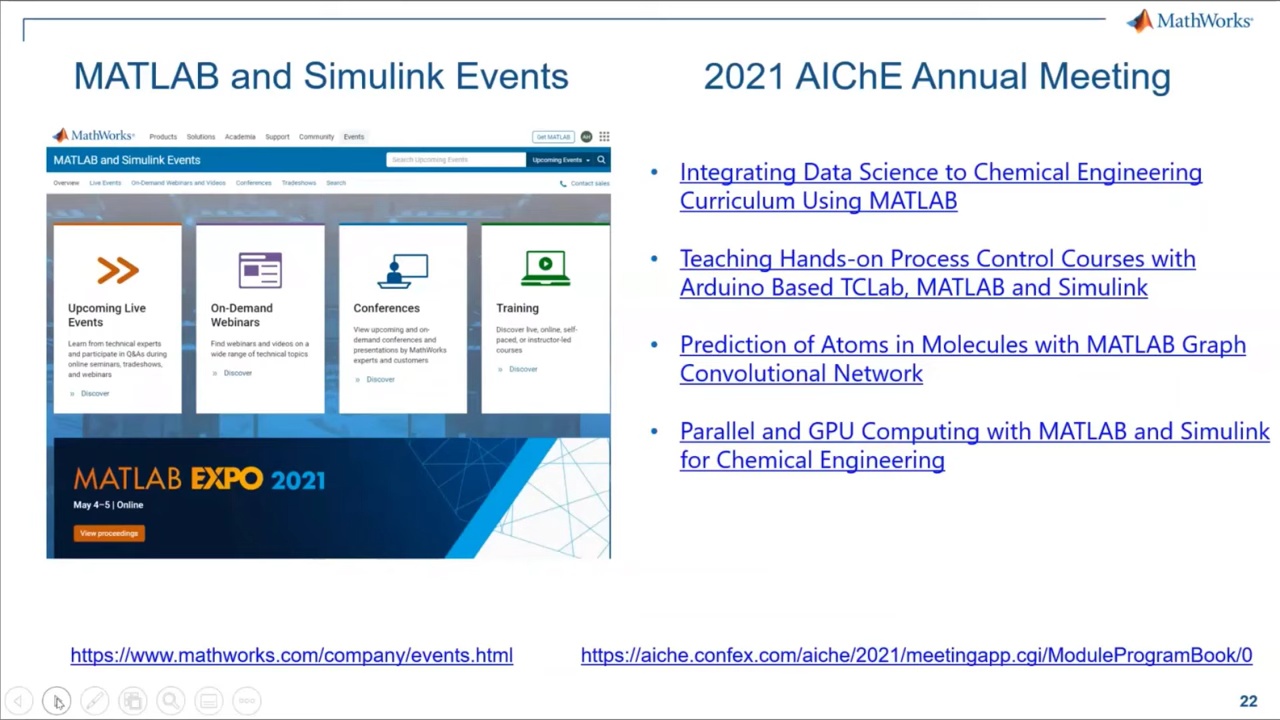 MathWorks
MATLAB and Simulink Events
2021 AIChE Annual Meeting
MathWorks
Products
Solutions
Academia
Support
Community
Events
Get MATLAB
AH
MATLAB and Simulink Events
Search Upcoming Events
Upcoming Events
Overview
Live Events
On-Demand Webinars and Videos
Conferences
Tradeshows
Search
Contact sales
Upcoming Live
Events
Learn from technical experts
and participate in Q&As during
online seminars, tradeshows,
and webinars
» Discover
On-Demand
Webinars
Find webinars and videos on a
wide range of technical topics
» Discover
Conferences
View upcoming and on-
demand conferences and
presentations by MathWorks
experts and customers
» Discover
Training
Discover live, online, self-
paced, or instructor-led
courses
» Discover
MATLAB EXPO 2021
May 4–5 | Online
View proceedings
• Integrating Data Science to Chemical Engineering
Curriculum Using MATLAB
• Teaching Hands-on Process Control Courses with
Arduino Based TCLab, MATLAB and Simulink
• Prediction of Atoms in Molecules with MATLAB Graph
Convolutional Network
• Parallel and GPU Computing with MATLAB and Simulink
for Chemical Engineering
https://www.mathworks.com/company/events.html
https://aiche.confex.com/aiche/2021/meetingapp.cgi/ModuleProgramBook/0
22